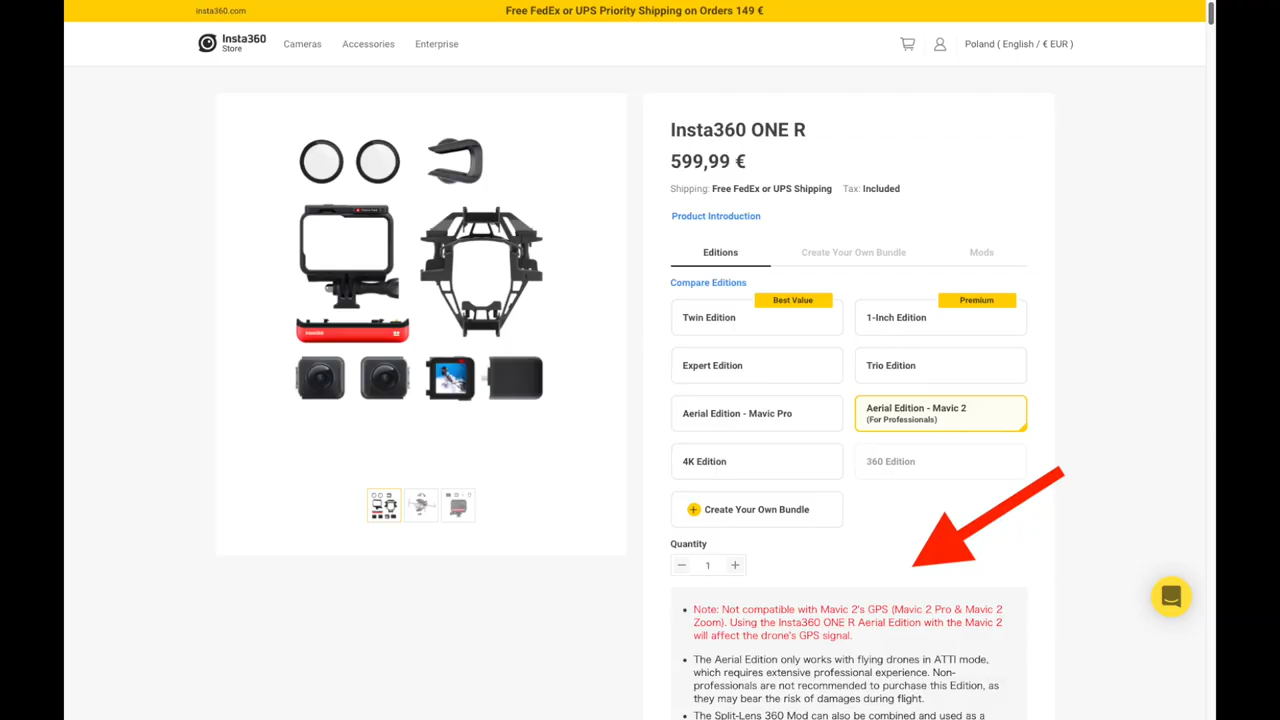 insta360.com
Free FedEx or UPS Priority Shipping on Orders 149 €
Insta360
Store
Cameras
Accessories
Enterprise
Poland ( English / € EUR )
Insta360 ONE R
599,99 €
Shipping: Free FedEx or UPS Shipping Tax: Included
Product Introduction
Editions
Create Your Own Bundle
Mods
Compare Editions
Best Value
Twin Edition
Premium
1-Inch Edition
Expert Edition
Trio Edition
Aerial Edition - Mavic Pro
Aerial Edition - Mavic 2
(For Professionals)
4K Edition
360 Edition
Create Your Own Bundle
Quantity
1
Note: Not compatible with Mavic 2's GPS (Mavic 2 Pro & Mavic 2
Zoom). Using the Insta360 ONE R Aerial Edition with the Mavic 2
will affect the drone's GPS signal.
The Aerial Edition only works with flying drones in ATTI mode,
which requires extensive professional experience. Non-
professionals are not recommended to purchase this Edition, as
they may bear the risk of damages during flight.
The Split-Lens 360 Mod can also be combined and used as a